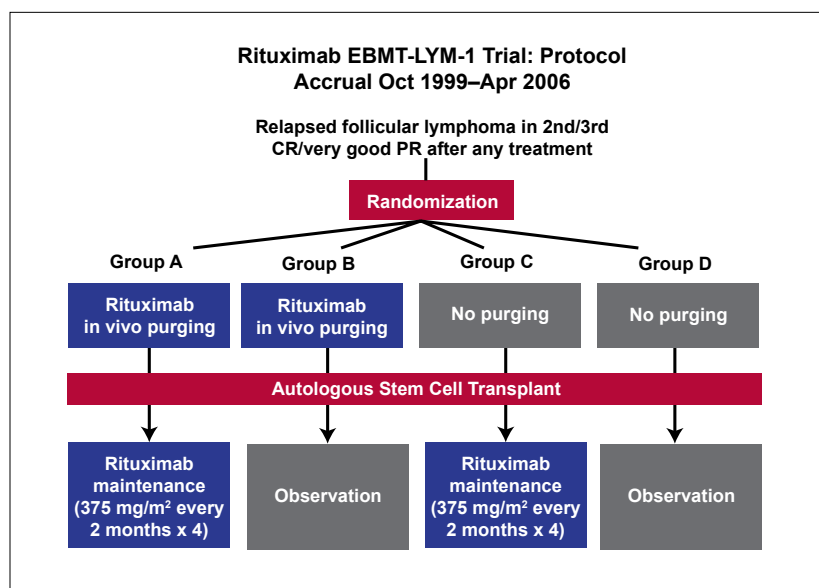 Rituximab EBMT-LYM-1 Trial: Protocol
Accrual Oct 1999–Apr 2006
Relapsed follicular lymphoma in 2nd/3rd
CR/very good PR after any treatment
Randomization
Group A
Group B
Group C
Group D
Rituximab
in vivo purging
Rituximab
in vivo purging
No purging
No purging
Autologous Stem Cell Transplant
Rituximab
maintenance
(375 mg/m² every
2 months x 4)
Observation
Rituximab
maintenance
(375 mg/m² every
2 months x 4)
Observation